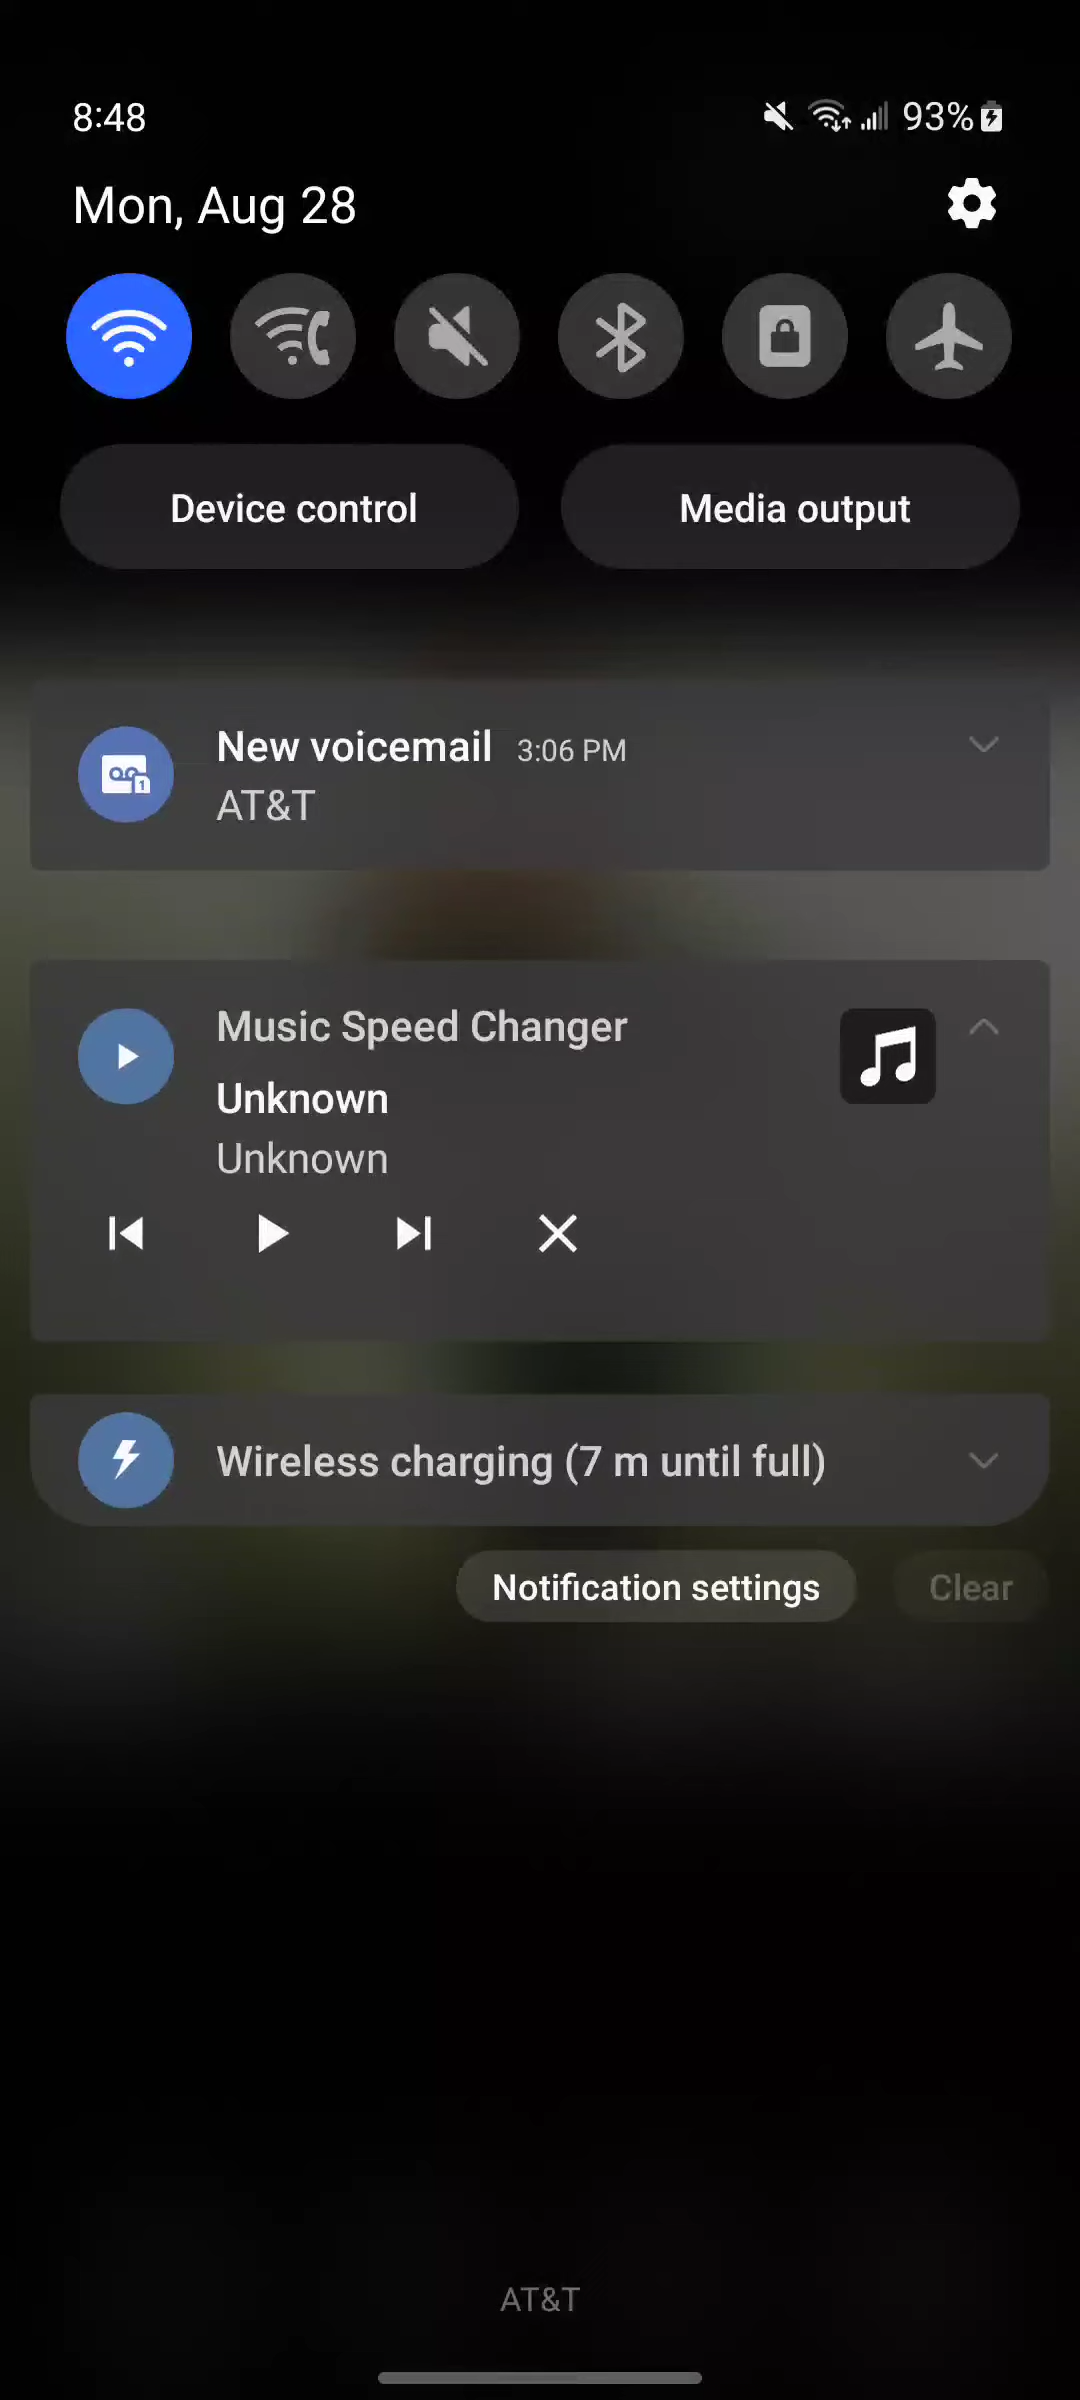 8:48
93%
Mon, Aug 28
Device control
Media output
New voicemail 3:06 PM
AT&T
1
Music Speed Changer
Unknown
Unknown
Wireless charging (7 m until full)
Notification settings
Clear
AT&T